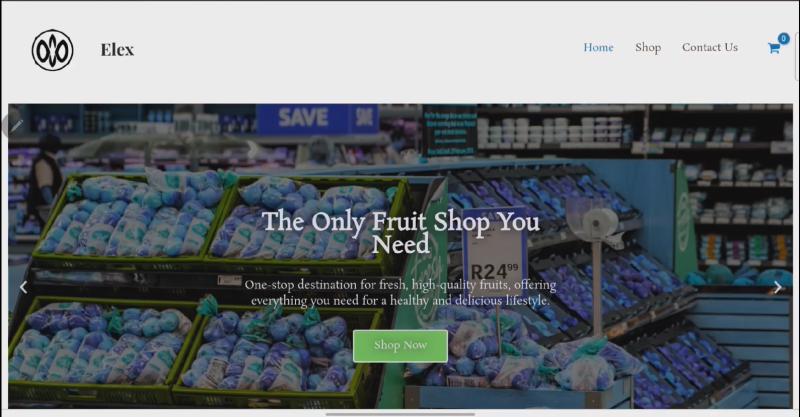 Elex
Home
Shop
Contact Us
0
SAVE
SAVE
The Only Fruit Shop You
Need
R24⁹⁹
One-stop destination for fresh, high-quality fruits, offering
everything you need for a healthy and delicious lifestyle.
Shop Now